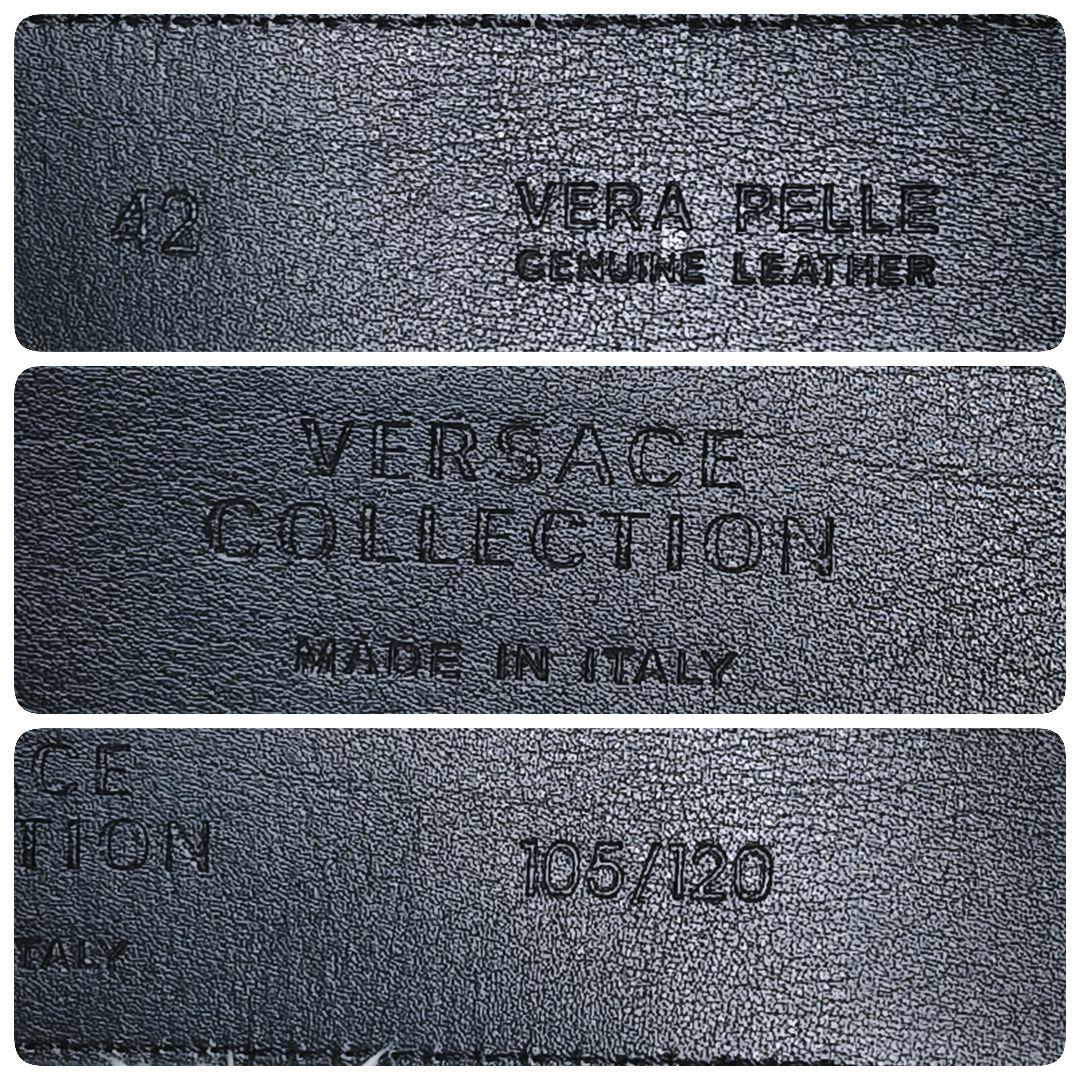 42
VERA PELLE
GENUINE LEATHER
VERSACE
COLLECTION
MADE IN ITALY
CE
TION
TALY
105/120